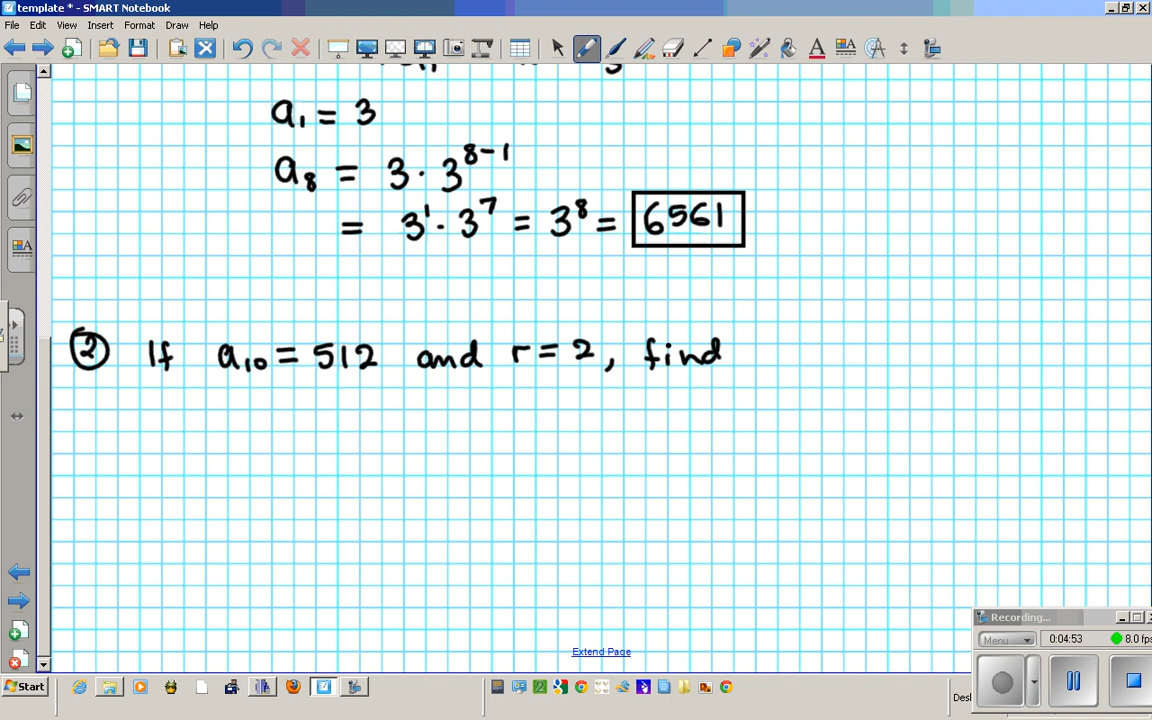 template * - SMART Notebook
File Edit View Insert Format Draw Help
a₁ = 3
a₈ = 3 · 3⁸⁻¹
= 3¹ · 3⁷ = 3⁸ = 6561
② If a₁₀ = 512 and r = 2, find
Extend Page
Recording...
Menu 0:04:53 8.0 fps
Start
Desl